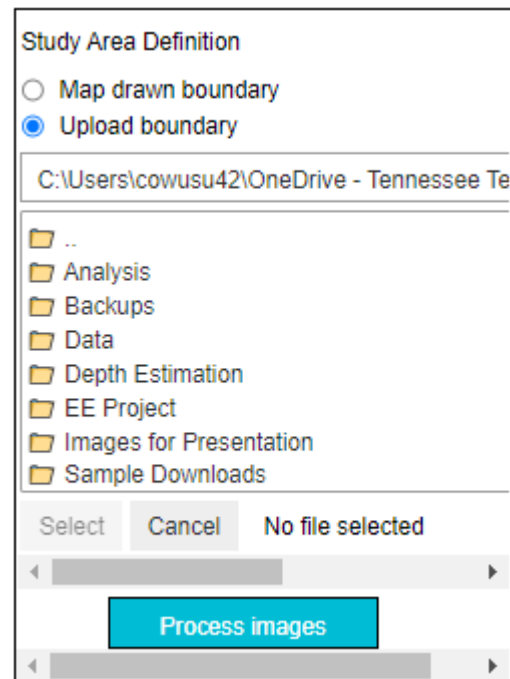 Study Area Definition
Map drawn boundary
Upload boundary
C:\Users\cowusu42\OneDrive - Tennessee Te
..
Analysis
Backups
Data
Depth Estimation
EE Project
Images for Presentation
Sample Downloads
Select Cancel No file selected
Process images